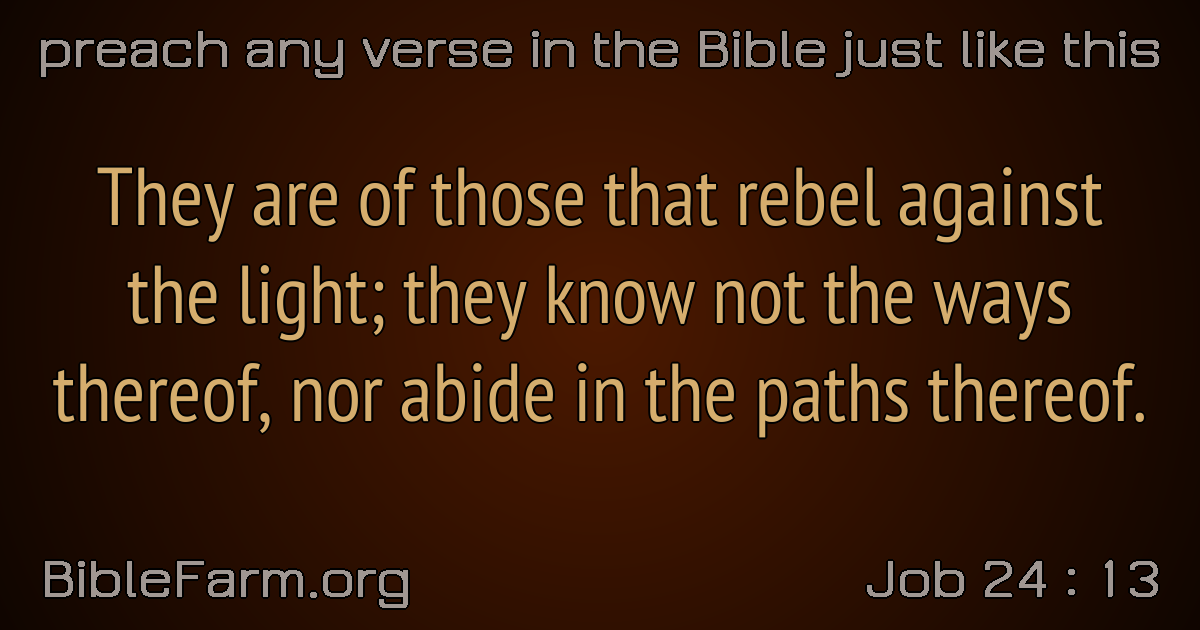 preach any verse in the Bible just like this
They are of those that rebel against
the light; they know not the ways
thereof, nor abide in the paths thereof.
BibleFarm.org
Job 24 : 13